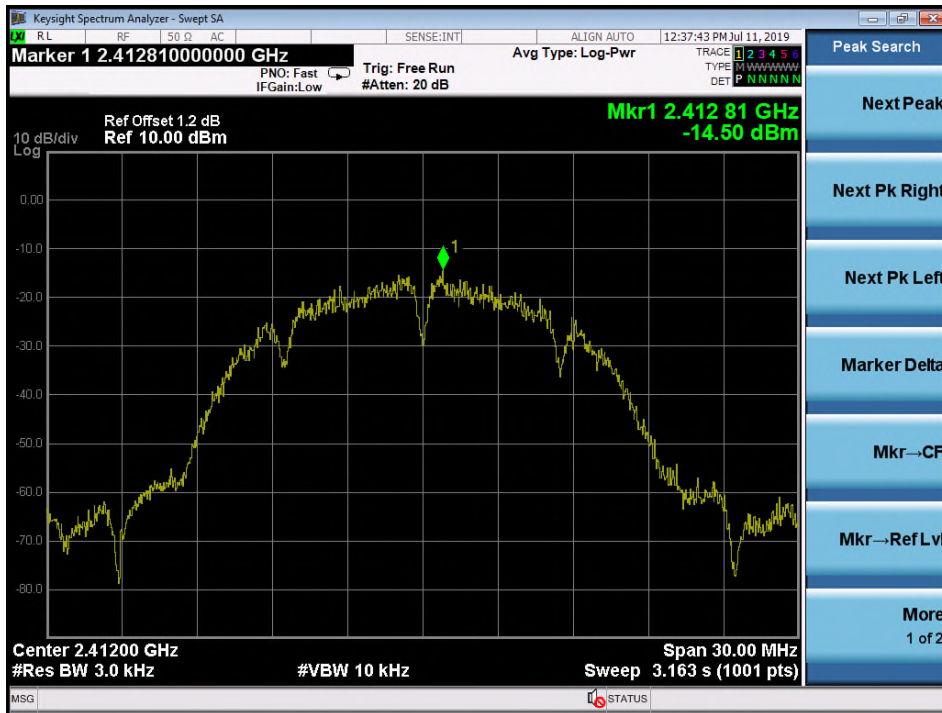 Keysight Spectrum Analyzer - Swept SA
LXI RL RF 50 Ω AC SENSE:INT ALIGN AUTO 12:37:43 PM Jul 11, 2019
Marker 1 2.412810000000 GHz
PNO: Fast
IFGain:Low
Trig: Free Run
#Atten: 20 dB
Avg Type: Log-Pwr
TRACE 1 2 3 4 5 6
TYPE M W W W W W
DET P N N N N N
Mkr1 2.412 81 GHz
-14.50 dBm
Ref Offset 1.2 dB
10 dB/div Ref 10.00 dBm
Log
0.00
-10.0
-20.0
-30.0
-40.0
-50.0
-60.0
-70.0
-80.0
1
Center 2.41200 GHz Span 30.00 MHz
#Res BW 3.0 kHz #VBW 10 kHz Sweep 3.163 s (1001 pts)
MSG STATUS
Peak Search
Next Peak
Next Pk Right
Next Pk Left
Marker Delta
Mkr→CF
Mkr→Ref Lvl
More
1 of 2